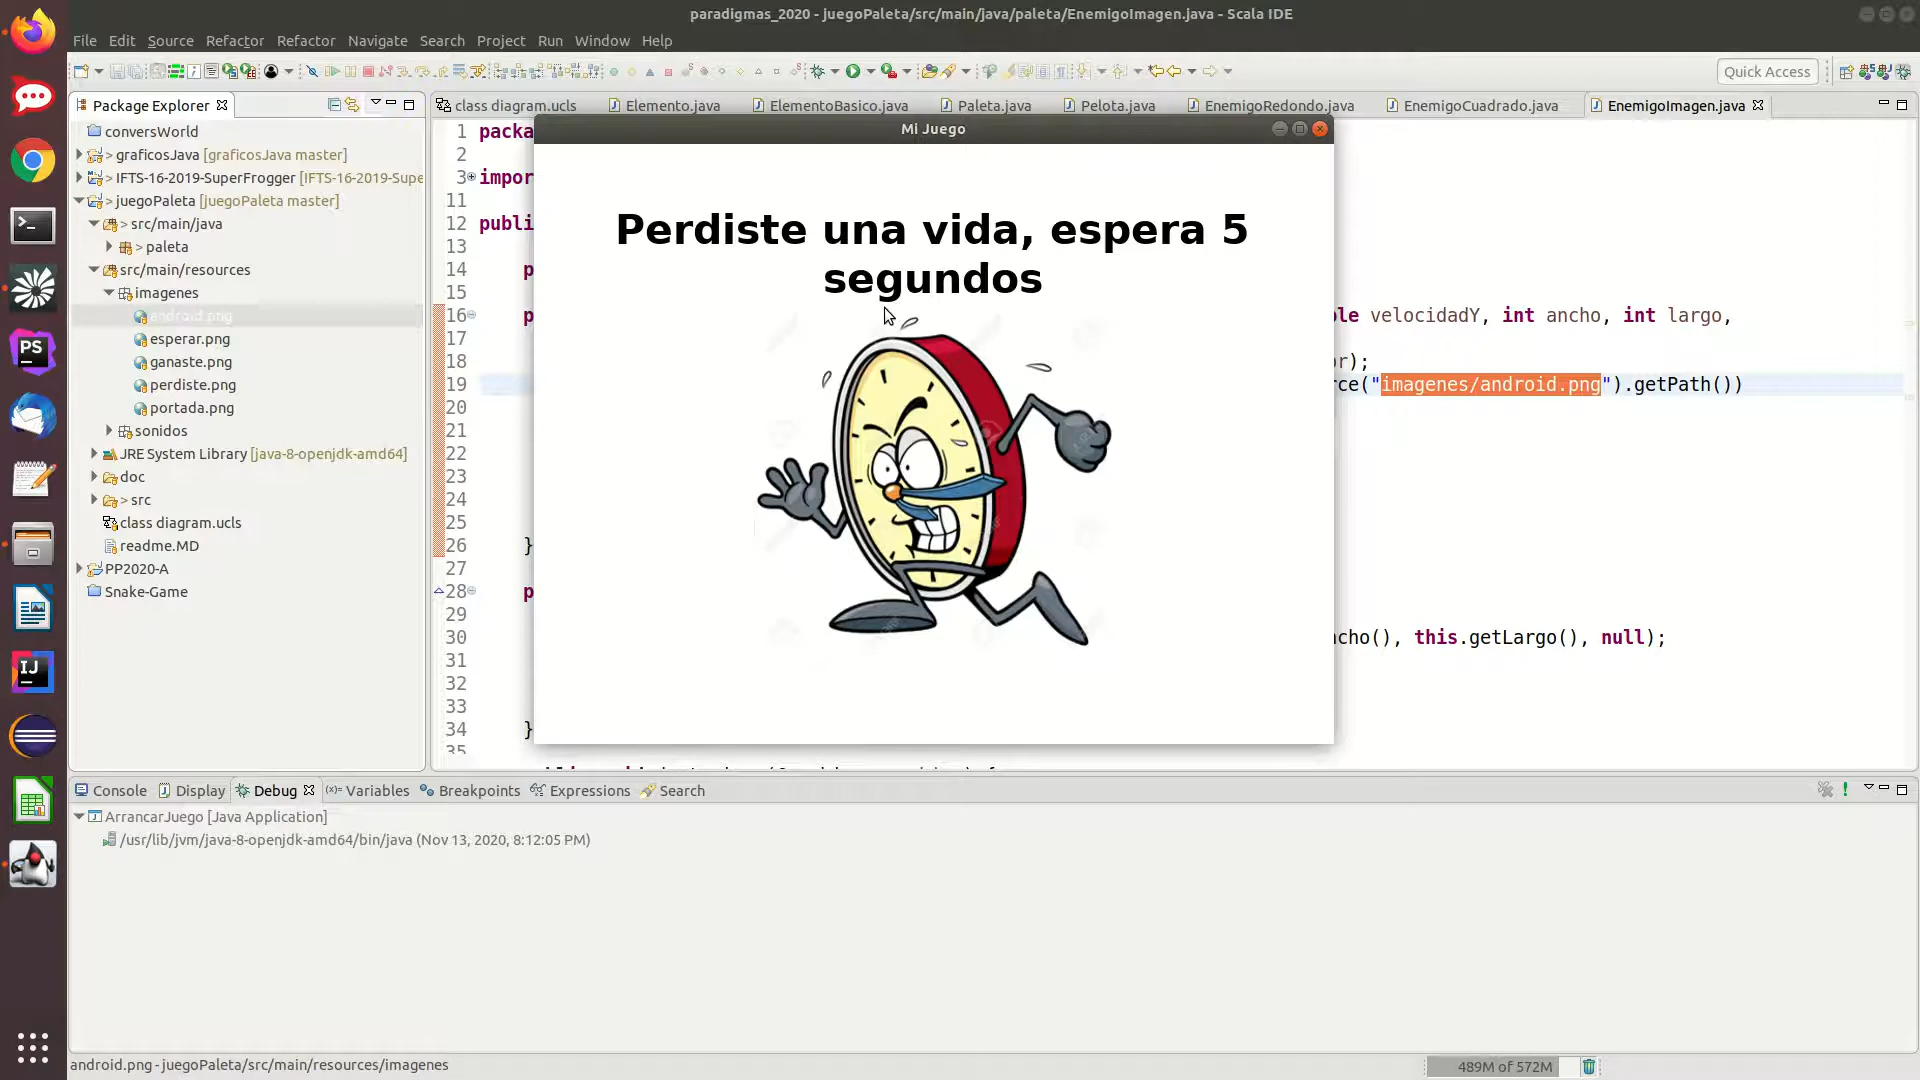 paradigmas_2020 - juegoPaleta/src/main/java/paleta/EnemigoImagen.java - Scala IDE
File Edit Source Refactor Refactor Navigate Search Project Run Window Help
Quick Access
Package Explorer
class diagram.ucls Elemento.java ElementoBasico.java Paleta.java Pelota.java EnemigoRedondo.java EnemigoCuadrado.java EnemigoImagen.java
conversWorld
> graficosJava [graficosJava master]
> IFTS-16-2019-SuperFrogger [IFTS-16-2019-Supe
> juegoPaleta [juegoPaleta master]
> src/main/java
> paleta
src/main/resources
imagenes
android.png
esperar.png
ganaste.png
perdiste.png
portada.png
sonidos
JRE System Library [java-8-openjdk-amd64]
doc
> src
class diagram.ucls
readme.MD
PP2020-A
Snake-Game
1 packa
2
3 impor
11
12 publi
13
14 p
15
16 p le velocidadY, int ancho, int largo,
17
18 r);
19 rce("imagenes/android.png").getPath())
20
21
22
23
24
25
26 }
27
28 p
29
30 cho(), this.getLargo(), null);
31
32
33
34 }
35
Mi Juego
Perdiste una vida, espera 5
segundos
Console Display Debug Variables Breakpoints Expressions Search
ArrancarJuego [Java Application]
/usr/lib/jvm/java-8-openjdk-amd64/bin/java (Nov 13, 2020, 8:12:05 PM)
android.png - juegoPaleta/src/main/resources/imagenes
489M of 572M
PS
IJ